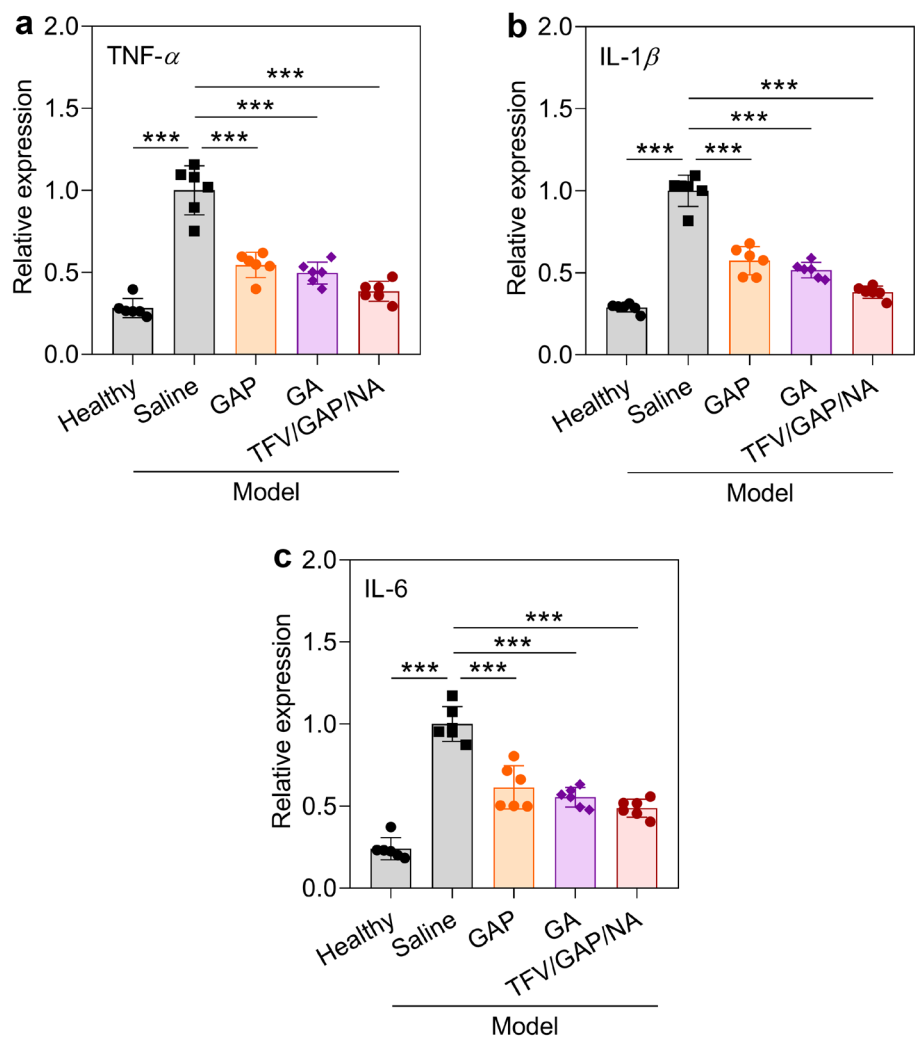 a
TNF-α
Relative expression
2.0
1.5
1.0
0.5
0.0
***
***
***
***
Healthy
Saline
GAP
GA
TFV/GAP/NA
Model
b
IL-1β
Relative expression
2.0
1.5
1.0
0.5
0.0
***
***
***
***
Healthy
Saline
GAP
GA
TFV/GAP/NA
Model
c
IL-6
Relative expression
2.0
1.5
1.0
0.5
0.0
***
***
***
***
Healthy
Saline
GAP
GA
TFV/GAP/NA
Model